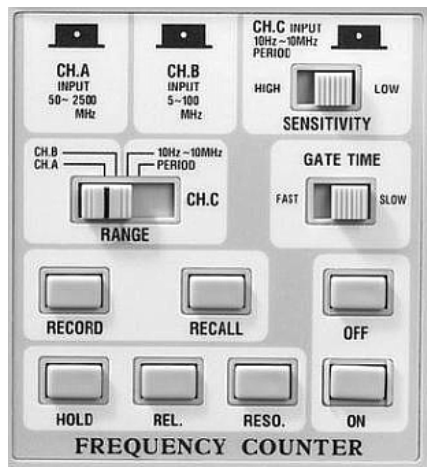 CH.A
INPUT
50~ 2500
MHz
CH.B
INPUT
5~100
MHz
CH.C INPUT
10Hz~10MHz
PERIOD
HIGH
LOW
SENSITIVITY
CH.B
CH.A
10Hz ~10MHz
PERIOD
CH.C
RANGE
GATE TIME
FAST
SLOW
RECORD
RECALL
OFF
HOLD
REL.
RESO.
ON
FREQUENCY COUNTER